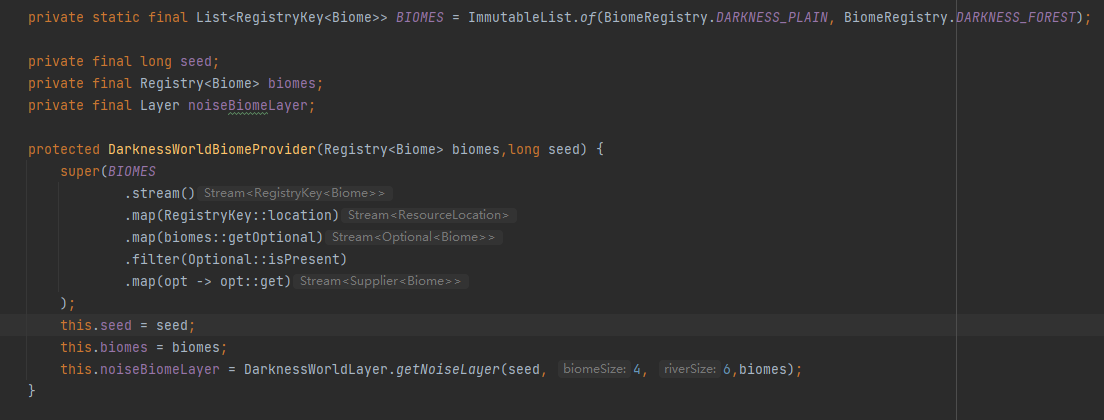 private static final List<RegistryKey<Biome>> BIOMES = ImmutableList.of(BiomeRegistry.DARKNESS_PLAIN, BiomeRegistry.DARKNESS_FOREST);
private final long seed;
private final Registry<Biome> biomes;
private final Layer noiseBiomeLayer;
protected DarknessWorldBiomeProvider(Registry<Biome> biomes,long seed) {
super(BIOMES
.stream() Stream<RegistryKey<Biome>>
.map(RegistryKey::location) Stream<ResourceLocation>
.map(biomes::getOptional) Stream<Optional<Biome>>
.filter(Optional::isPresent)
.map(opt -> opt::get) Stream<Supplier<Biome>>
);
this.seed = seed;
this.biomes = biomes;
this.noiseBiomeLayer = DarknessWorldLayer.getNoiseLayer(seed, biomeSize: 4, riverSize: 6,biomes);
}